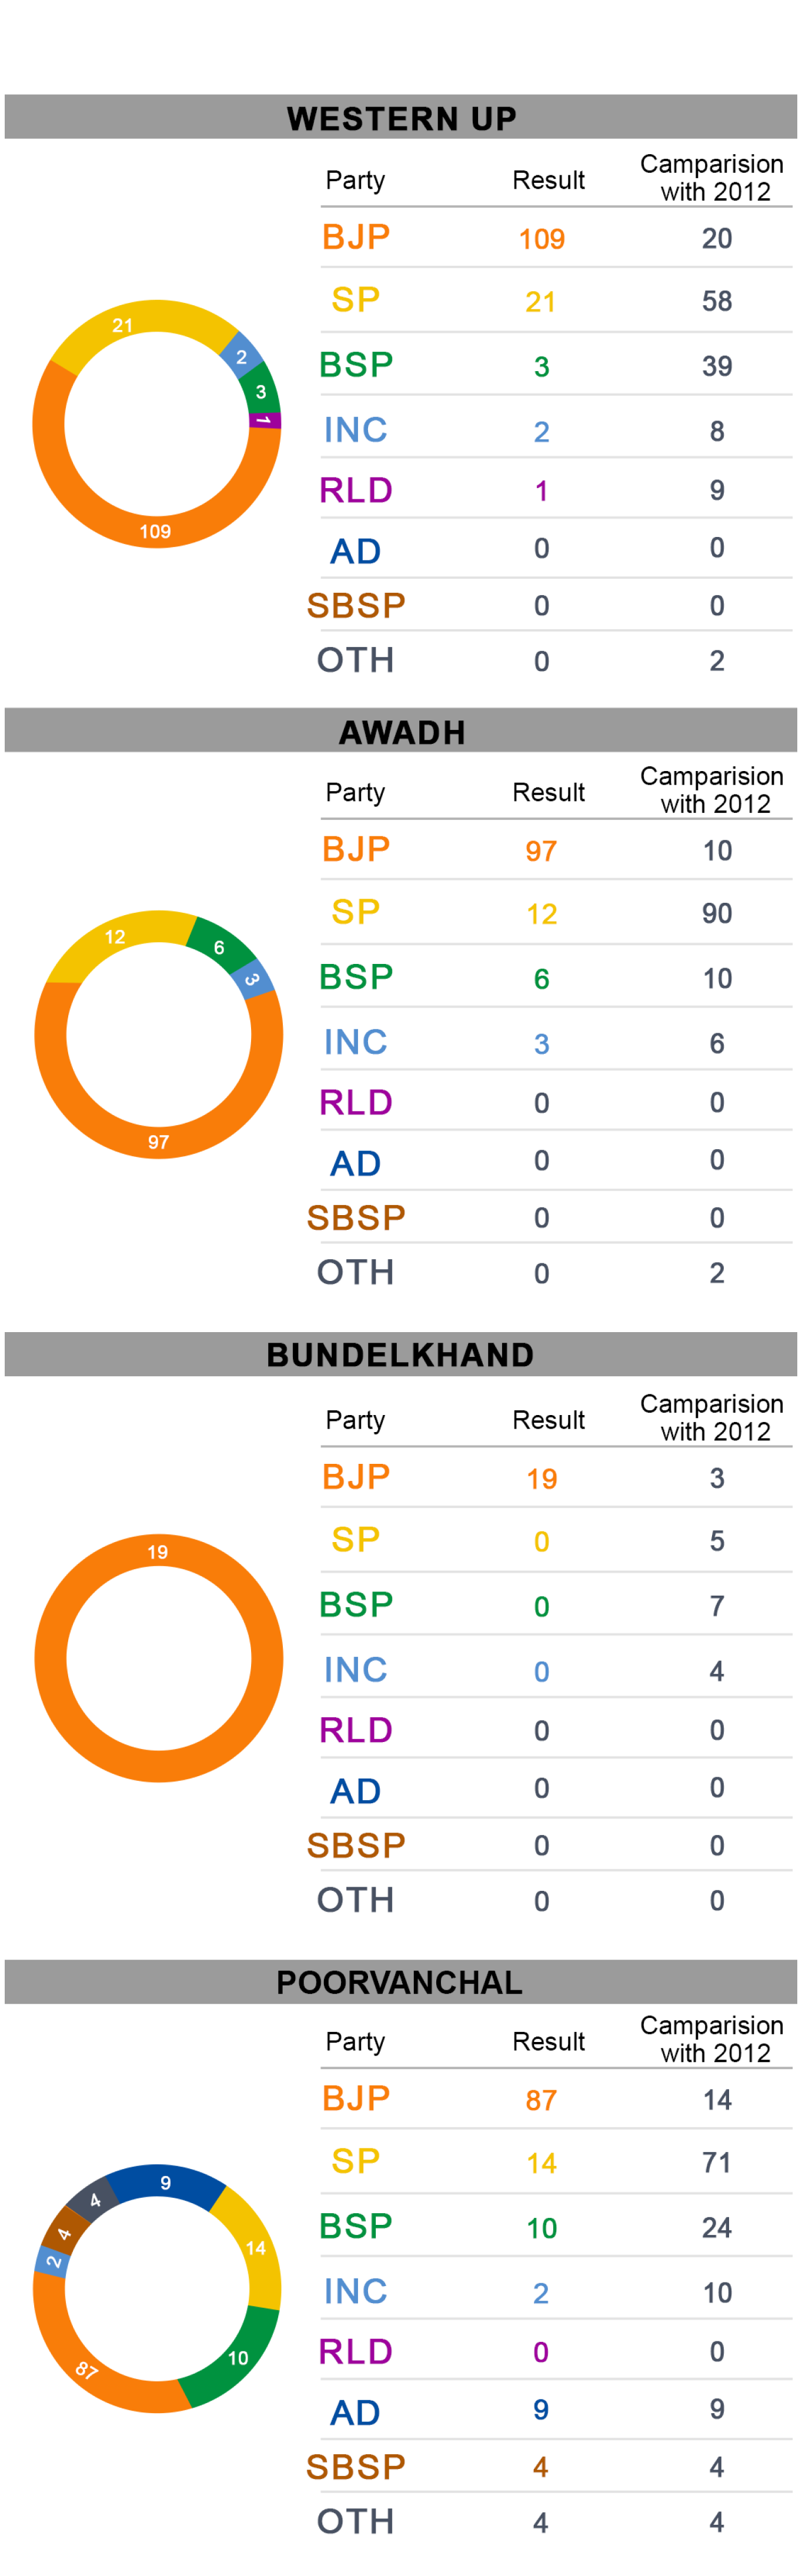 WESTERN UP
Party Result Camparision with 2012
BJP 109 20
SP 21 58
BSP 3 39
INC 2 8
RLD 1 9
AD 0 0
SBSP 0 0
OTH 0 2
21
2
3
1
109
AWADH
Party Result Camparision with 2012
BJP 97 10
SP 12 90
BSP 6 10
INC 3 6
RLD 0 0
AD 0 0
SBSP 0 0
OTH 0 2
12
6
3
97
BUNDELKHAND
Party Result Camparision with 2012
BJP 19 3
SP 0 5
BSP 0 7
INC 0 4
RLD 0 0
AD 0 0
SBSP 0 0
OTH 0 0
19
POORVANCHAL
Party Result Camparision with 2012
BJP 87 14
SP 14 71
BSP 10 24
INC 2 10
RLD 0 0
AD 9 9
SBSP 4 4
OTH 4 4
9
4
4
2
14
10
87